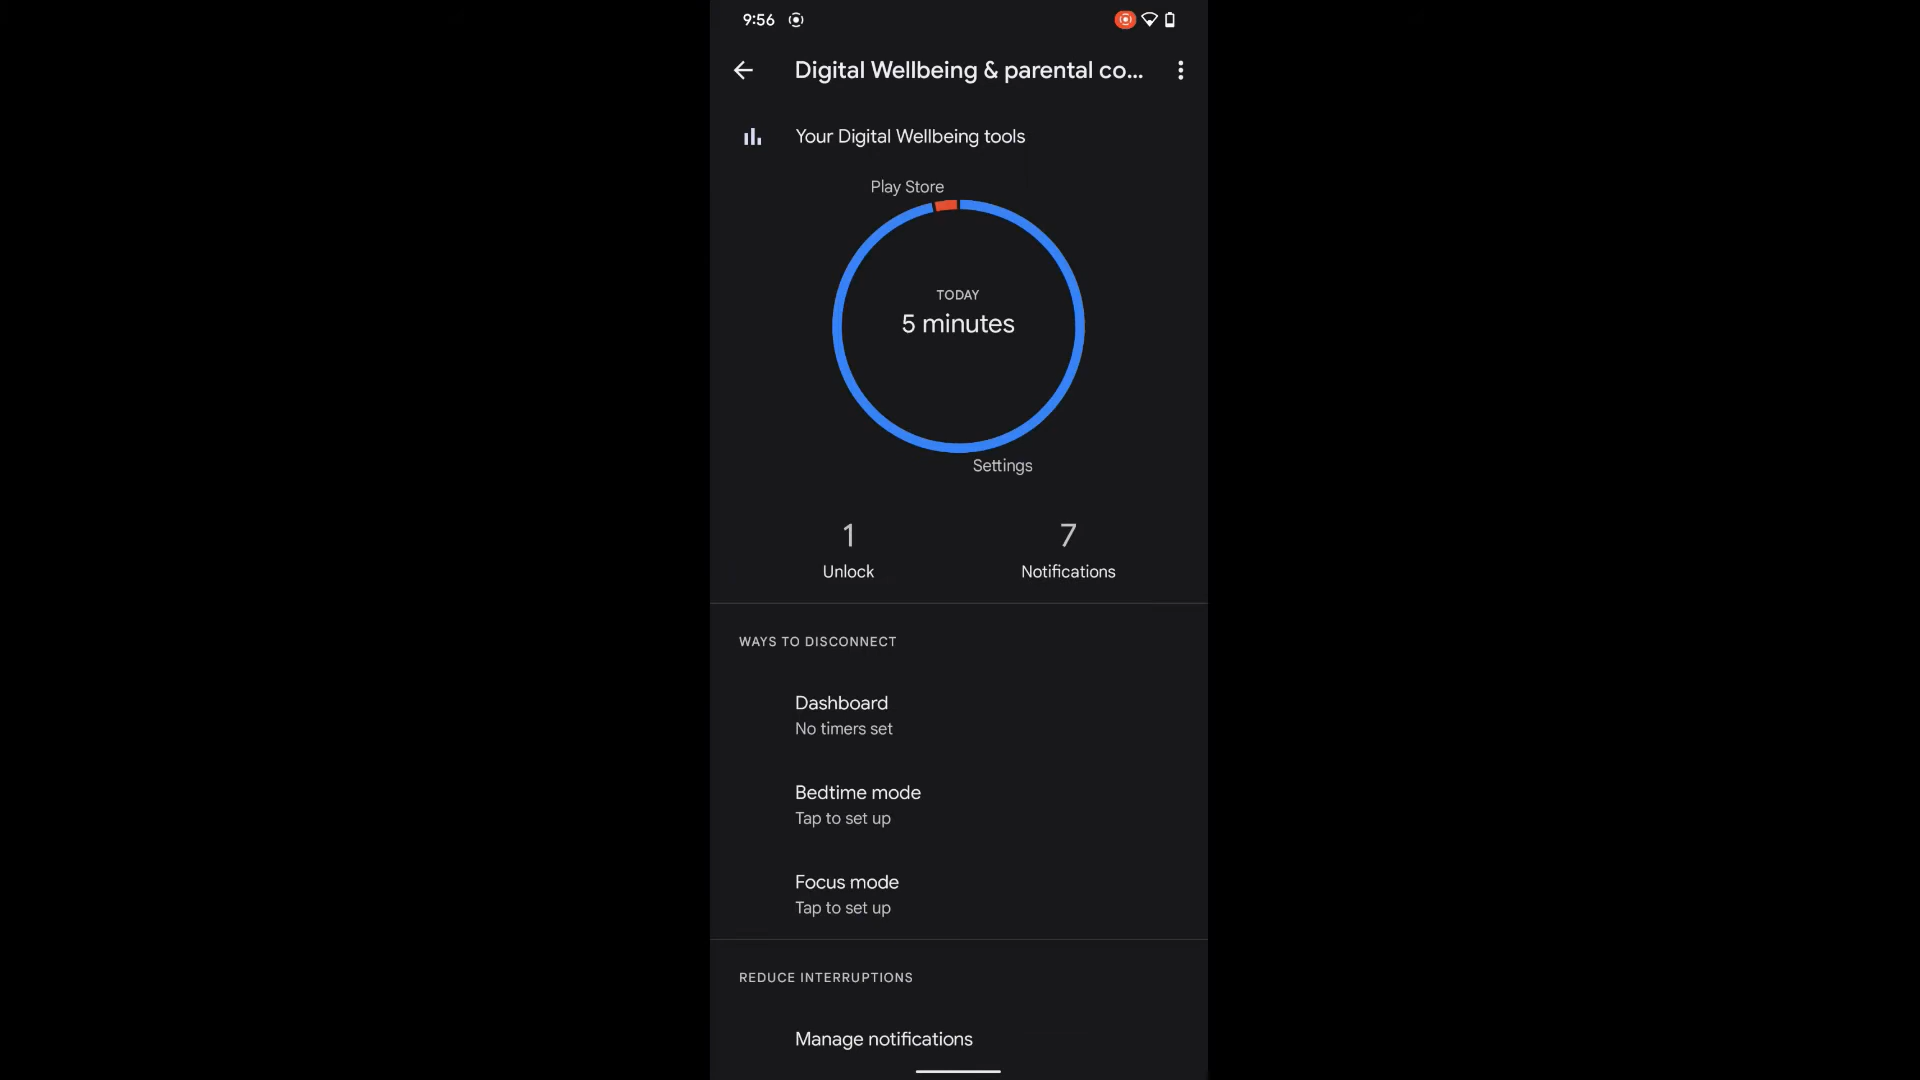 9:56
Digital Wellbeing & parental co...
Your Digital Wellbeing tools
Play Store
TODAY
5 minutes
Settings
1
Unlock
7
Notifications
WAYS TO DISCONNECT
Dashboard
No timers set
Bedtime mode
Tap to set up
Focus mode
Tap to set up
REDUCE INTERRUPTIONS
Manage notifications